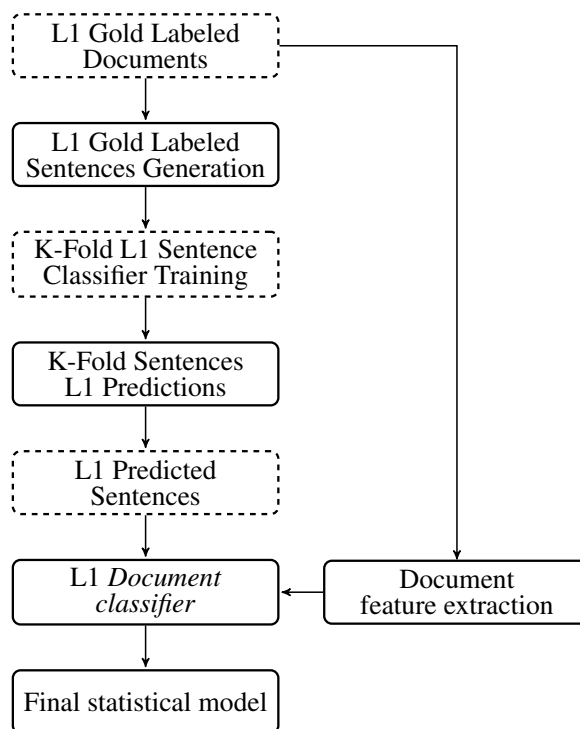 L1 Gold Labeled
Documents
L1 Gold Labeled
Sentences Generation
K-Fold L1 Sentence
Classifier Training
K-Fold Sentences
L1 Predictions
L1 Predicted
Sentences
L1 Document
classifier
Document
feature extraction
Final statistical model